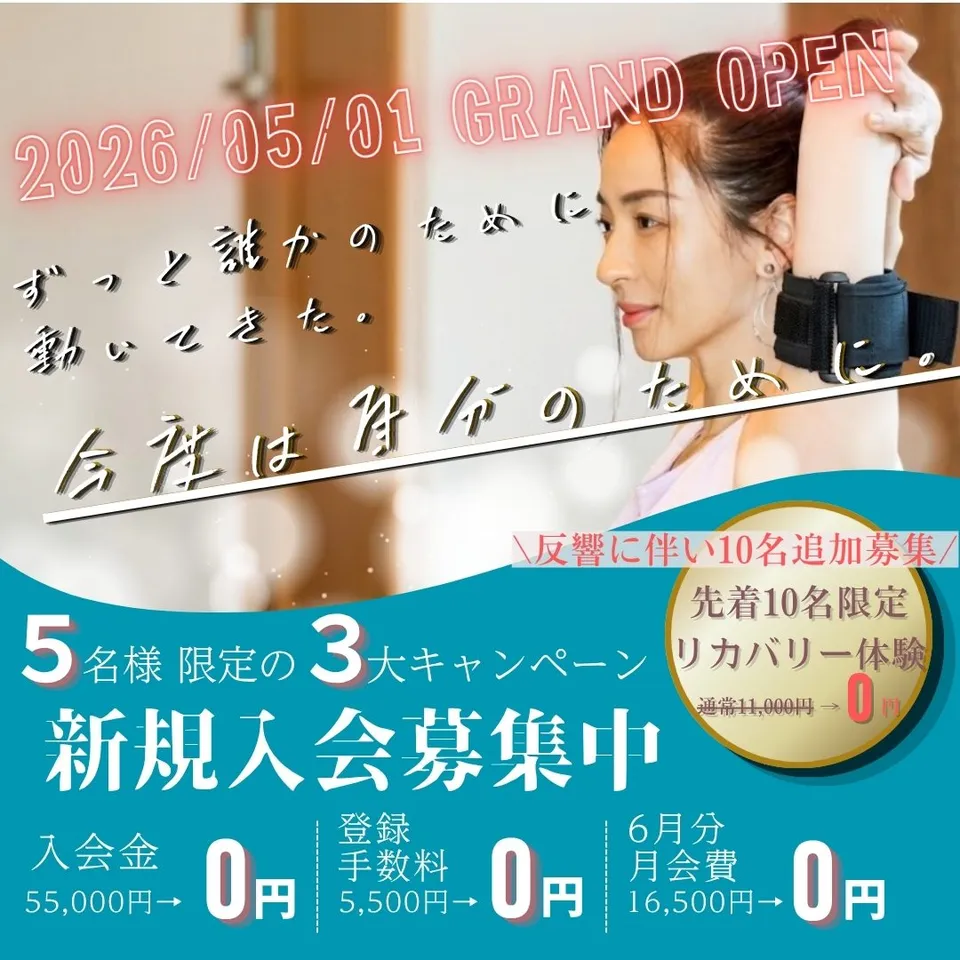 2026/05/01 GRAND OPEN
ずっと誰かのために
動いてきた。
今度は自分のために。
\反響に伴い10名追加募集/
先着10名限定
リカバリー体験
通常11,000円→0円
5名様 限定の 3大キャンペーン
新規入会募集中
入会金
55,000円→0円
登録
手数料
5,500円→0円
6月分
月会費
16,500円→0円